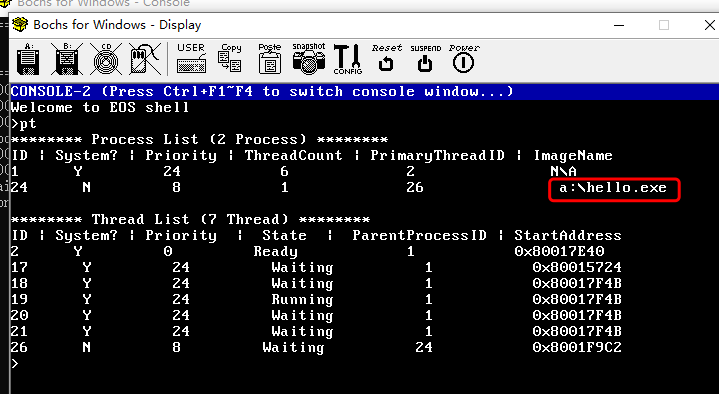 Bochs for Windows - Console
Bochs for Windows - Display
A: B: CD USER Copy Paste snapshot CONFIG Reset SUSPEND Power
CONSOLE-2 (Press Ctrl+F1~F4 to switch console window...)
Welcome to EOS shell
>pt
******** Process List (2 Process) ********
ID | System? | Priority | ThreadCount | PrimaryThreadID | ImageName
1 Y 24 6 2 N\A
24 N 8 1 26 a:\hello.exe
******* Thread List (7 Thread) ********
ID | System? | Priority | State | ParentProcessID | StartAddress
2 Y 0 Ready 1 0x80017E40
17 Y 24 Waiting 1 0x80015724
18 Y 24 Waiting 1 0x80017F4B
19 Y 24 Running 1 0x80017F4B
20 Y 24 Waiting 1 0x80017F4B
21 Y 24 Waiting 1 0x80017F4B
26 N 8 Waiting 24 0x8001F9C2
>